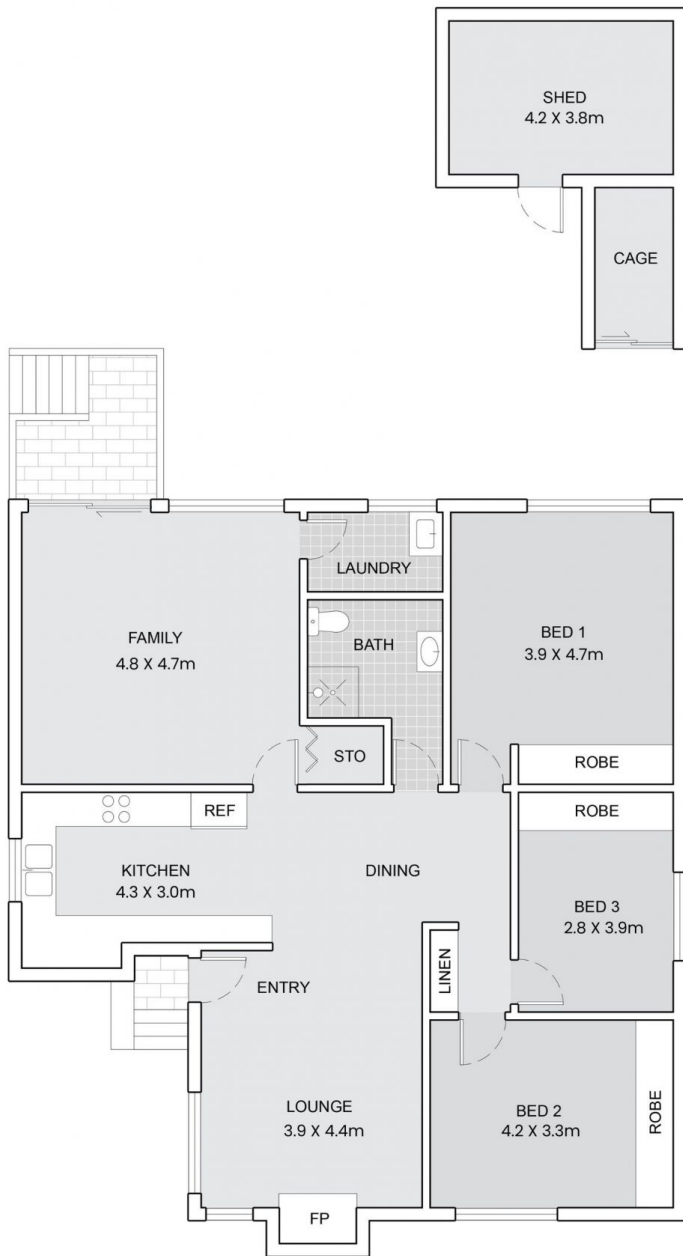 SHED
4.2 X 3.8m
CAGE
LAUNDRY
FAMILY
4.8 X 4.7m
BATH
BED 1
3.9 X 4.7m
STO
ROBE
REF
ROBE
KITCHEN
4.3 X 3.0m
DINING
BED 3
2.8 X 3.9m
LINEN
ENTRY
LOUNGE
3.9 X 4.4m
BED 2
4.2 X 3.3m
ROBE
FP